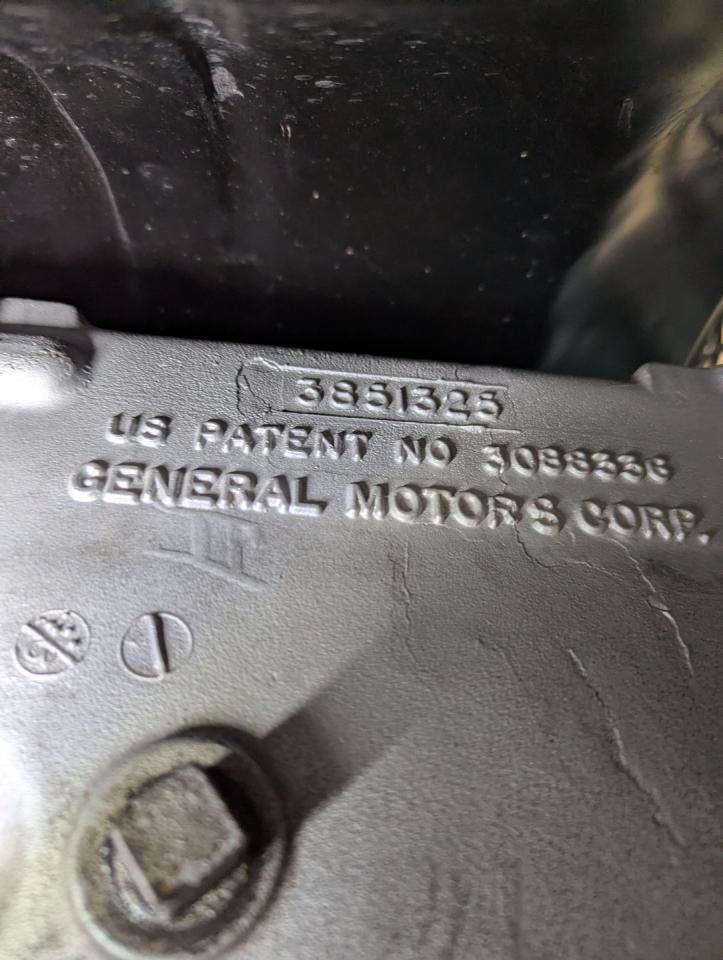 3851325
US PATENT NO 3088336
GENERAL MOTORS CORP.